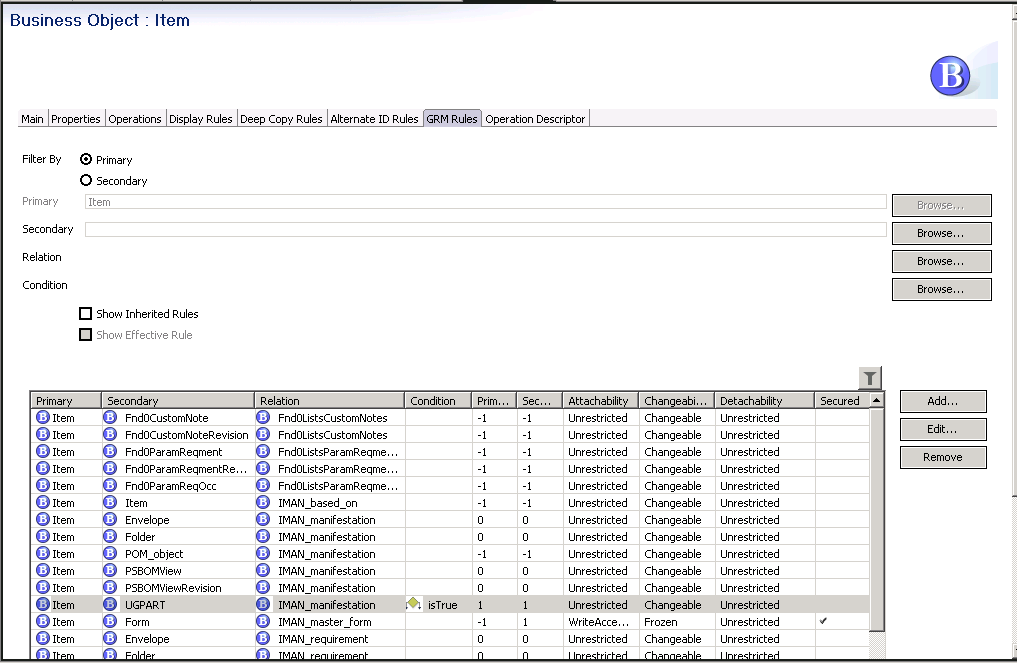 Business Object : Item
B
Main Properties Operations Display Rules Deep Copy Rules Alternate ID Rules GRM Rules Operation Descriptor
Filter By Primary
Secondary
Primary Item Browse...
Secondary Browse...
Relation Browse...
Condition Browse...
Show Inherited Rules
Show Effective Rule
Primary Secondary Relation Condition Prim... Sec... Attachability Changeabi... Detachability Secured Add...
B Item B Fnd0CustomNote B Fnd0ListsCustomNotes -1 -1 Unrestricted Changeable Unrestricted
B Item B Fnd0CustomNoteRevision B Fnd0ListsCustomNotes -1 -1 Unrestricted Changeable Unrestricted Edit...
B Item B Fnd0ParamReqment B Fnd0ListsParamReqme... -1 -1 Unrestricted Changeable Unrestricted Remove
B Item B Fnd0ParamReqmentRe... B Fnd0ListsParamReqme... -1 -1 Unrestricted Changeable Unrestricted
B Item B Fnd0ParamReqOcc B Fnd0ListsParamReqme... -1 -1 Unrestricted Changeable Unrestricted
B Item B Item B IMAN_based_on -1 -1 Unrestricted Changeable Unrestricted
B Item B Envelope B IMAN_manifestation 0 0 Unrestricted Changeable Unrestricted
B Item B Folder B IMAN_manifestation 0 0 Unrestricted Changeable Unrestricted
B Item B POM_object B IMAN_manifestation -1 -1 Unrestricted Changeable Unrestricted
B Item B PSBOMView B IMAN_manifestation 0 0 Unrestricted Changeable Unrestricted
B Item B PSBOMViewRevision B IMAN_manifestation 0 0 Unrestricted Changeable Unrestricted
B Item B UGPART B IMAN_manifestation isTrue 1 1 Unrestricted Changeable Unrestricted
B Item B Form B IMAN_master_form -1 1 WriteAcce... Frozen Unrestricted ✓
B Item B Envelope B IMAN_requirement 0 0 Unrestricted Changeable Unrestricted
B Item B Folder B IMAN_requirement 0 0 Unrestricted Changeable Unrestricted